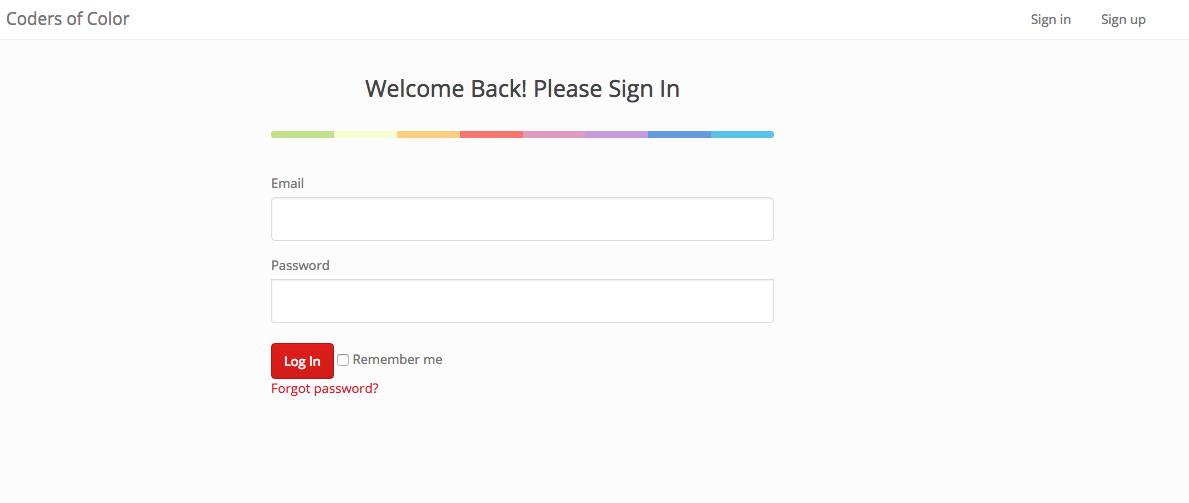 Coders of Color
Sign in
Sign up
Welcome Back! Please Sign In
Email
Password
Log In
Remember me
Forgot password?